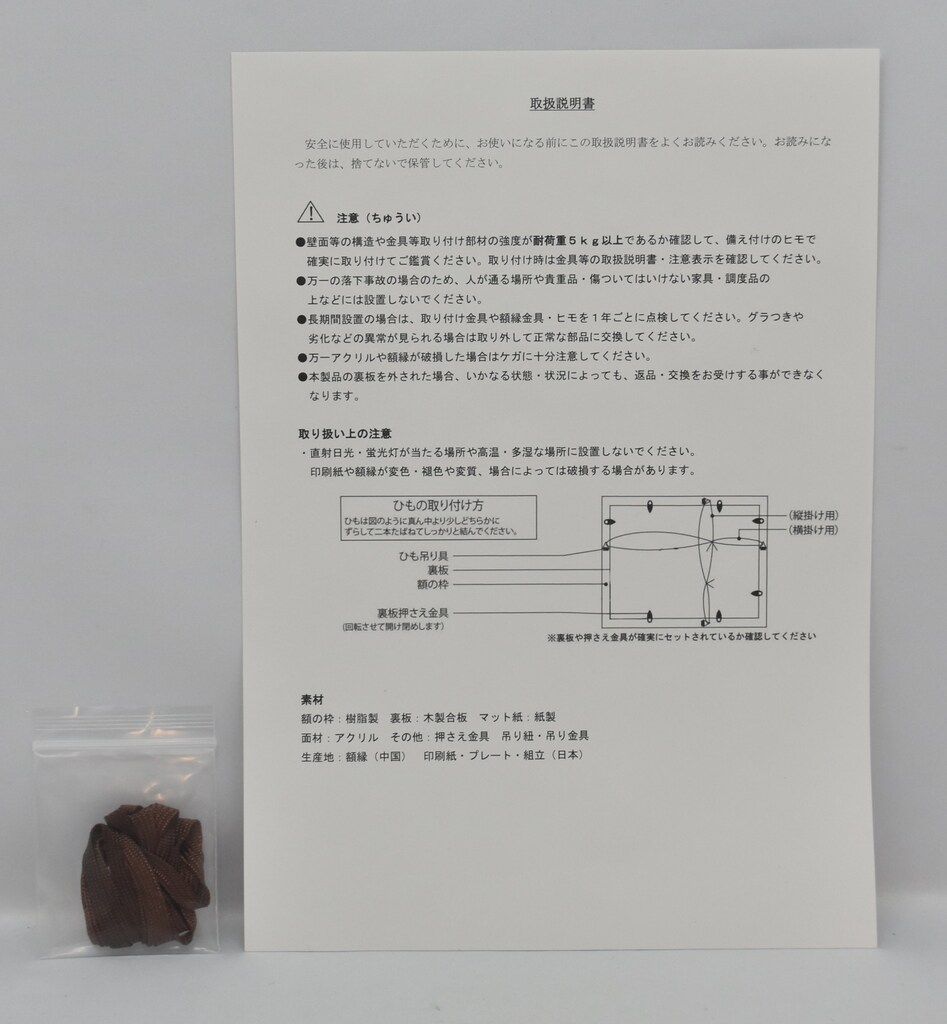 取扱説明書
安全に使用していただくために、お使いになる前にこの取扱説明書をよくお読みください。お読みにな
った後は、捨てないで保管してください。
注意（ちゅうい）
●壁面等の構造や金具等取り付け部材の強度が耐荷重５ｋｇ以上であるか確認して、備え付けのヒモで
確実に取り付けてご鑑賞ください。取り付け時は金具等の取扱説明書・注意表示を確認してください。
●万一の落下事故の場合のため、人が通る場所や貴重品・傷ついてはいけない家具・調度品の
上などには設置しないでください。
●長期間設置の場合は、取り付け金具や額縁金具・ヒモを１年ごとに点検してください。グラつきや
劣化などの異常が見られる場合は取り外して正常な部品に交換してください。
●万一アクリルや額縁が破損した場合はケガに十分注意してください。
●本製品の裏板を外された場合、いかなる状態・状況によっても、返品・交換をお受けする事ができなく
なります。
取り扱い上の注意
・直射日光・蛍光灯が当たる場所や高温・多湿な場所に設置しないでください。
印刷紙や額縁が変色・褪色や変質、場合によっては破損する場合があります。
ひもの取り付け方
ひもは図のように真ん中より少しどちらかに
ずらして二本たばねてしっかりと結んでください。
（縦掛け用）
（横掛け用）
ひも吊り具
裏板
額の枠
裏板押さえ金具
（回転させて開け閉めします）
※裏板や押さえ金具が確実にセットされているか確認してください
素材
額の枠：樹脂製　裏板：木製合板　マット紙：紙製
面材：アクリル　その他：押さえ金具　吊り紐・吊り金具
生産地：額縁（中国）　印刷紙・プレート・組立（日本）